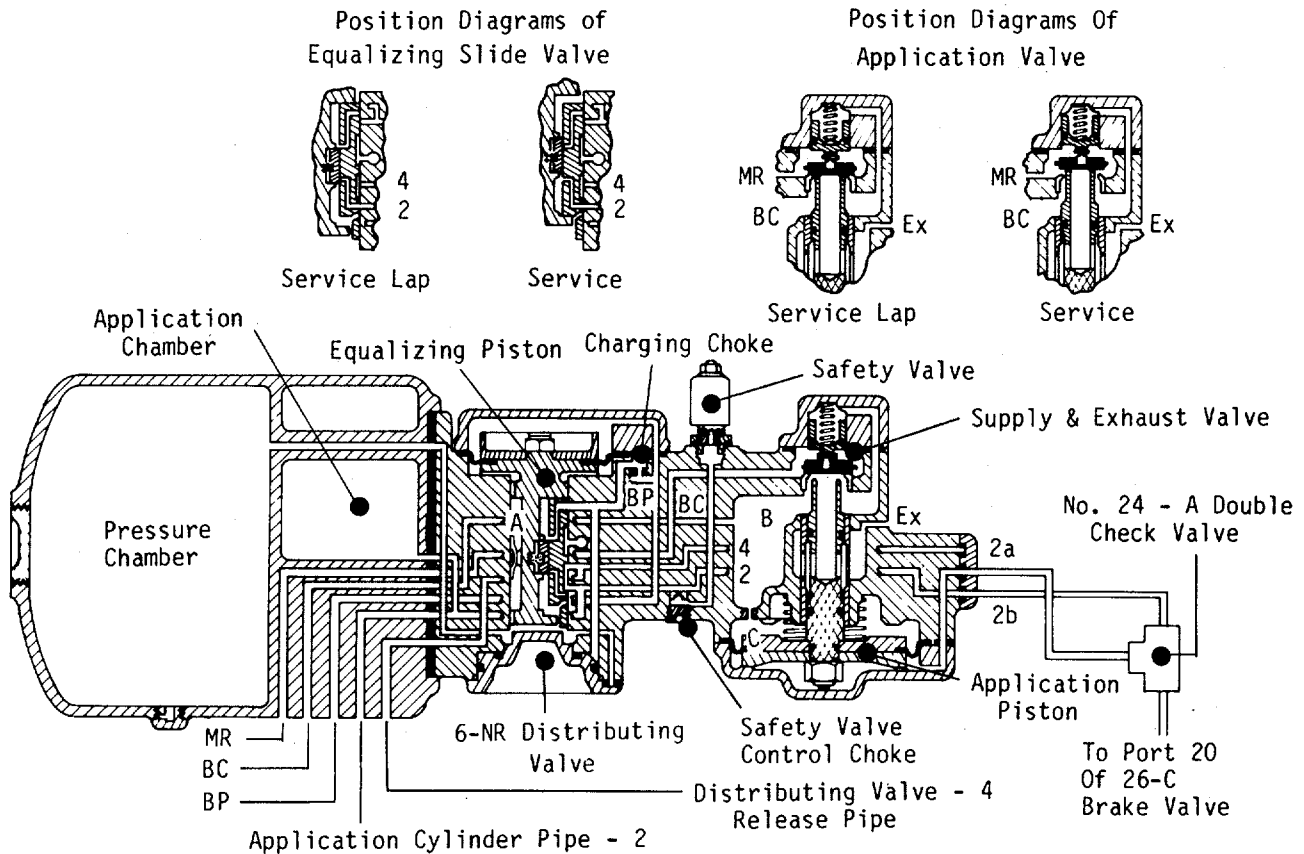 Position Diagrams of
Equalizing Slide Valve
Position Diagrams Of
Application Valve
4
2
Service Lap
4
2
Service
MR
BC
Ex
Service Lap
MR
BC
Ex
Service
Application
Chamber
Equalizing Piston
Charging Choke
Safety Valve
Supply & Exhaust Valve
Pressure
Chamber
A
BP
BC
B
Ex
4
2
C
2a
2b
No. 24 - A Double
Check Valve
MR
BC
BP
6-NR Distributing
Valve
Safety Valve
Control Choke
Application
Piston
To Port 20
Of 26-C
Brake Valve
Distributing Valve - 4
Release Pipe
Application Cylinder Pipe - 2